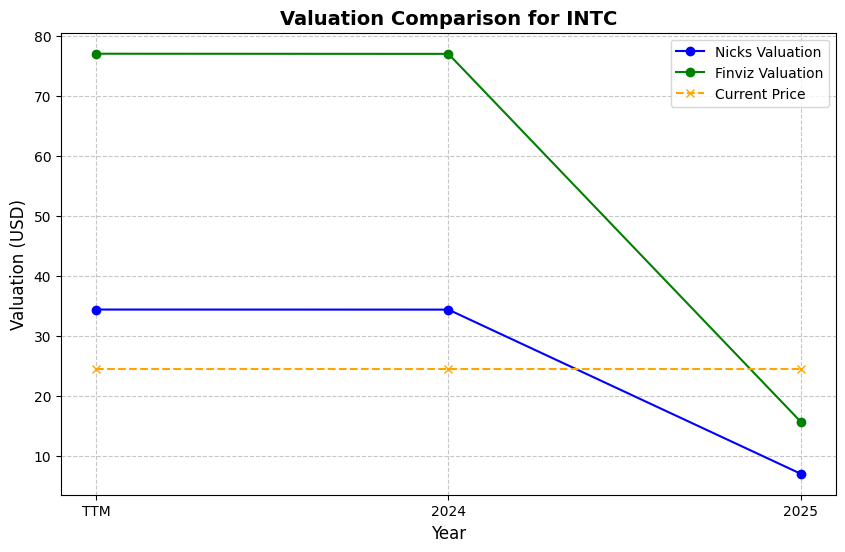 Valuation Comparison for INTC
Nicks Valuation
Finviz Valuation
Current Price
Valuation (USD)
80
70
60
50
40
30
20
10
TTM
2024
2025
Year